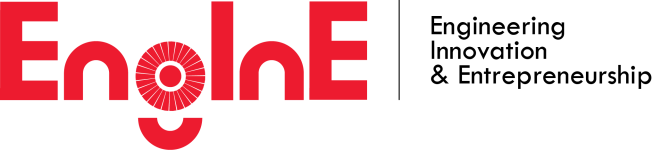 EngInE
Engineering
Innovation
& Entrepreneurship